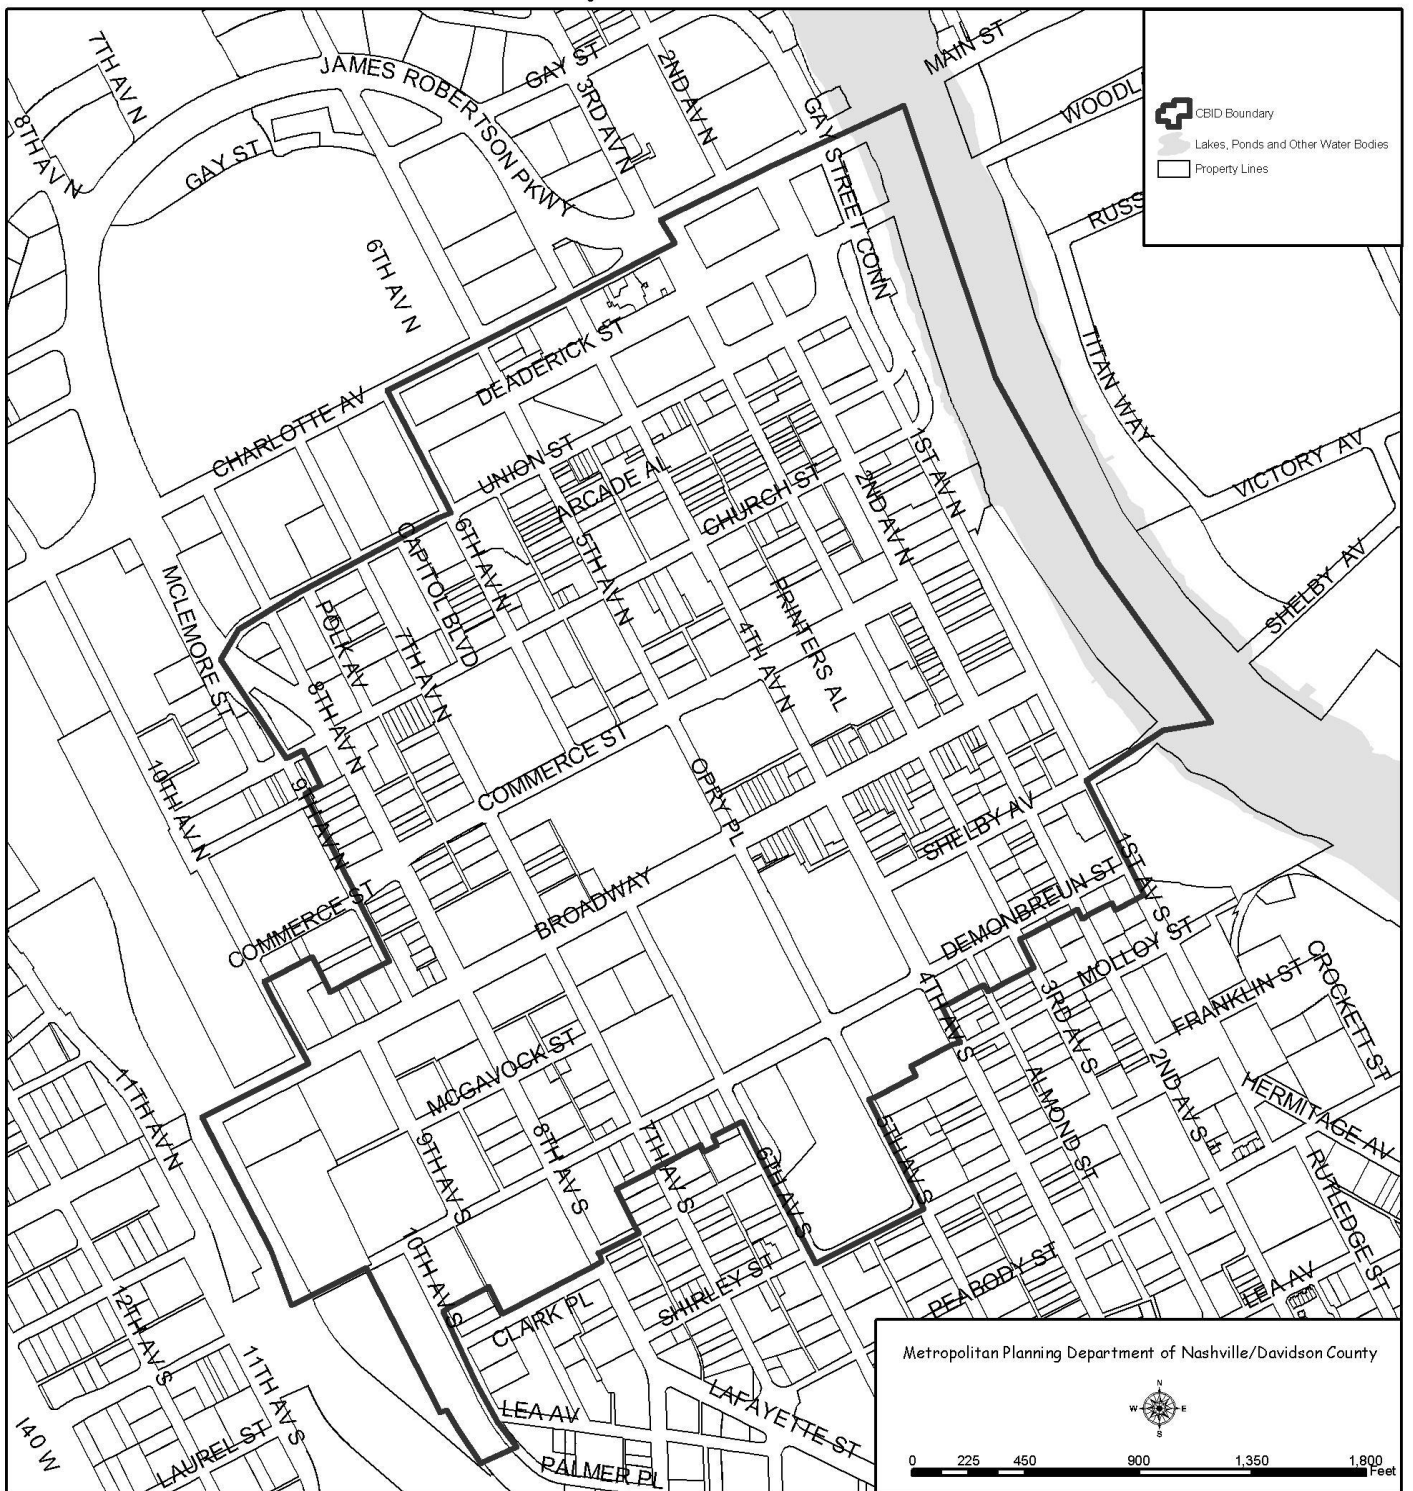 MAIN ST
7TH AV N
GAY ST
2ND AV N
JAMES ROBERTSON PKWY
3RD AV N
WOODL
CBID Boundary
Lakes, Ponds and Other Water Bodies
Property Lines
8TH AV N
GAY ST
GAY STREET CONN
RUSS
6TH AV N
TITAN WAY
DEADERICK ST
CHARLOTTE AV
UNION ST
ARCADE AL
1ST AV N
VICTORY AV
CHURCH ST
2ND AV N
CAPITOL BLVD
6TH AV N
5TH AV N
SHELBY AV
MCLEMORE ST
POLK AV
7TH AV N
PRINTERS AL
4TH AV N
8TH AV N
COMMERCE ST
10TH AV N
9TH AV N
OPRY PL
SHELBY AV
1ST AV S
COMMERCE ST
BROADWAY
DEMONBREUN ST
MOLLOY ST
4TH AV S
3RD AV S
FRANKLIN ST
CROCKETT ST
MCGAVOCK ST
11TH AV N
9TH AV S
8TH AV S
7TH AV S
6TH AV S
5TH AV S
ALMOND ST
2ND AV S
HERMITAGE AV
RUTLEDGE ST
10TH AV S
SHIRLEY ST
PEABODY ST
LEA AV
12TH AV S
CLARK PL
11TH AV S
LEA AV
LAFAYETTE ST
I40 W
LAUREL ST
PALMER PL
Metropolitan Planning Department of Nashville/Davidson County
N
W E
S
0 225 450 900 1,350 1,800
Feet